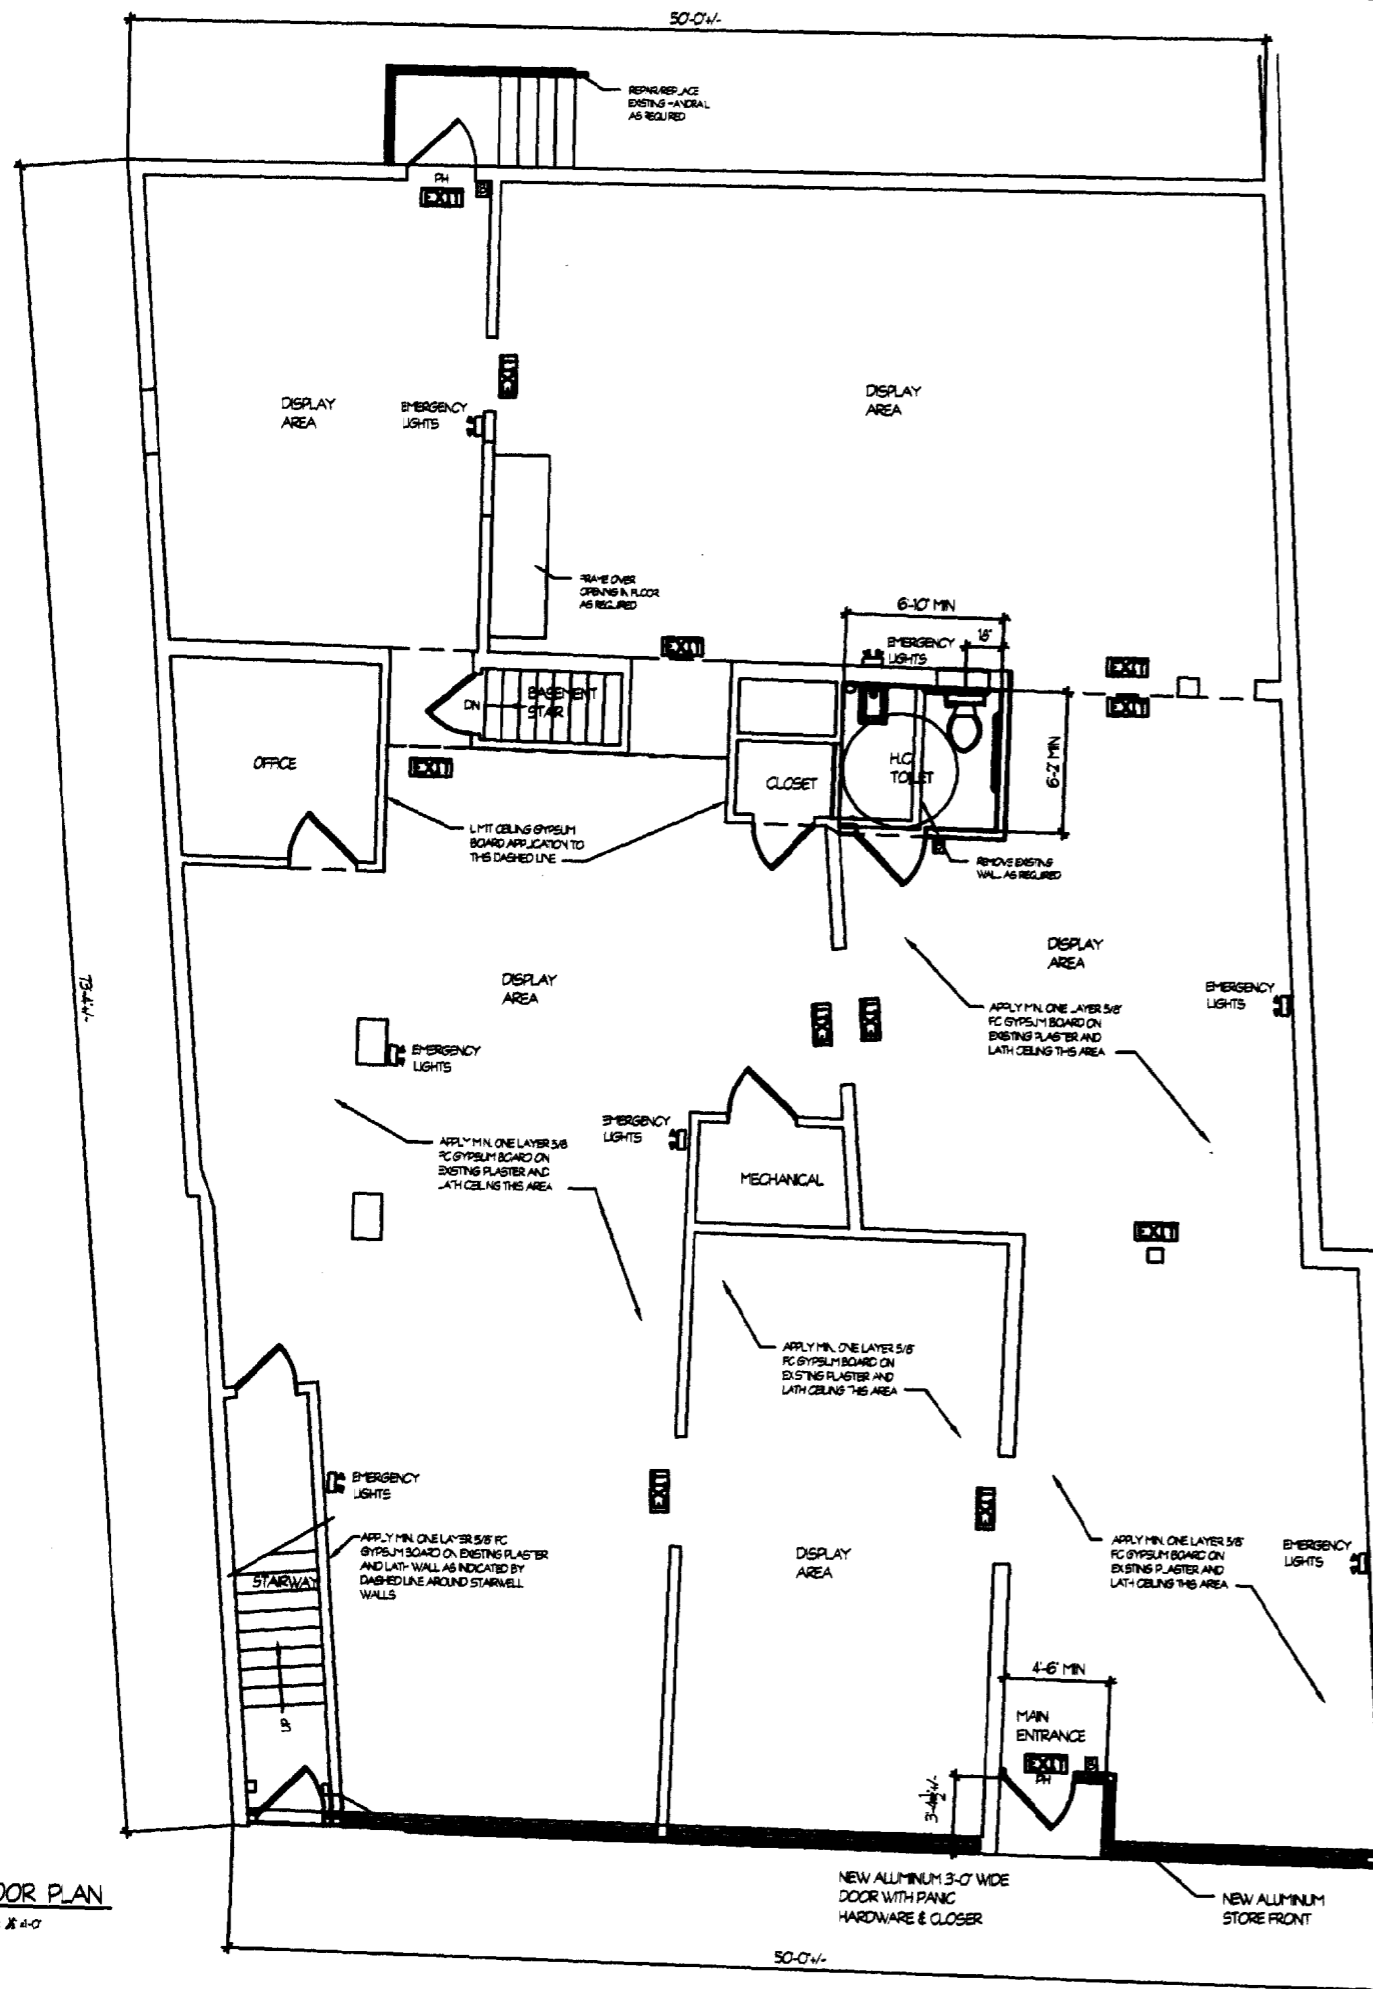 50'-0"+/-
REPAIR/REPLACE
EXISTING HANDRAIL
AS REQUIRED
PH
EXIT
EXIT
DISPLAY
AREA
EMERGENCY
LIGHTS
DISPLAY
AREA
FRAME OVER
OPENING IN FLOOR
AS REQUIRED
6'-10" MIN
18"
EMERGENCY
LIGHTS
EXIT
EXIT
EXIT
BASEMENT
STAIR
DN
OFFICE
EXIT
CLOSET
H.C.
TOILET
6'-2" MIN
LIMIT CEILING GYPSUM
BOARD APPLICATION TO
THIS DASHED LINE
REMOVE EXISTING
WALL AS REQUIRED
DISPLAY
AREA
DISPLAY
AREA
73'-4"+/-
EMERGENCY
LIGHTS
EXIT
EXIT
APPLY MIN. ONE LAYER 5/8"
FC GYPSUM BOARD ON
EXISTING PLASTER AND
LATH CEILING THIS AREA
EMERGENCY
LIGHTS
EMERGENCY
LIGHTS
APPLY MIN. ONE LAYER 5/8
FC GYPSUM BOARD ON
EXISTING PLASTER AND
LATH CEILING THIS AREA
MECHANICAL
EXIT
APPLY MIN. ONE LAYER 5/8"
FC GYPSUM BOARD ON
EXISTING PLASTER AND
LATH CEILING THIS AREA
EMERGENCY
LIGHTS
EXIT
EXIT
APPLY MIN. ONE LAYER 5/8" FC
GYPSUM BOARD ON EXISTING PLASTER
AND LATH WALL AS INDICATED BY
DASHED LINE AROUND STAIRWELL
WALLS
STAIRWAY
DISPLAY
AREA
APPLY MIN. ONE LAYER 5/8"
FC GYPSUM BOARD ON
EXISTING PLASTER AND
LATH CEILING THIS AREA
EMERGENCY
LIGHTS
4'-6" MIN
UP
MAIN
ENTRANCE
EXIT
PH
3'-4 1/2"+/-
NEW ALUMINUM 3'-0" WIDE
DOOR WITH PANIC
HARDWARE & CLOSER
NEW ALUMINUM
STORE FRONT
OOR PLAN
50'-0"+/-